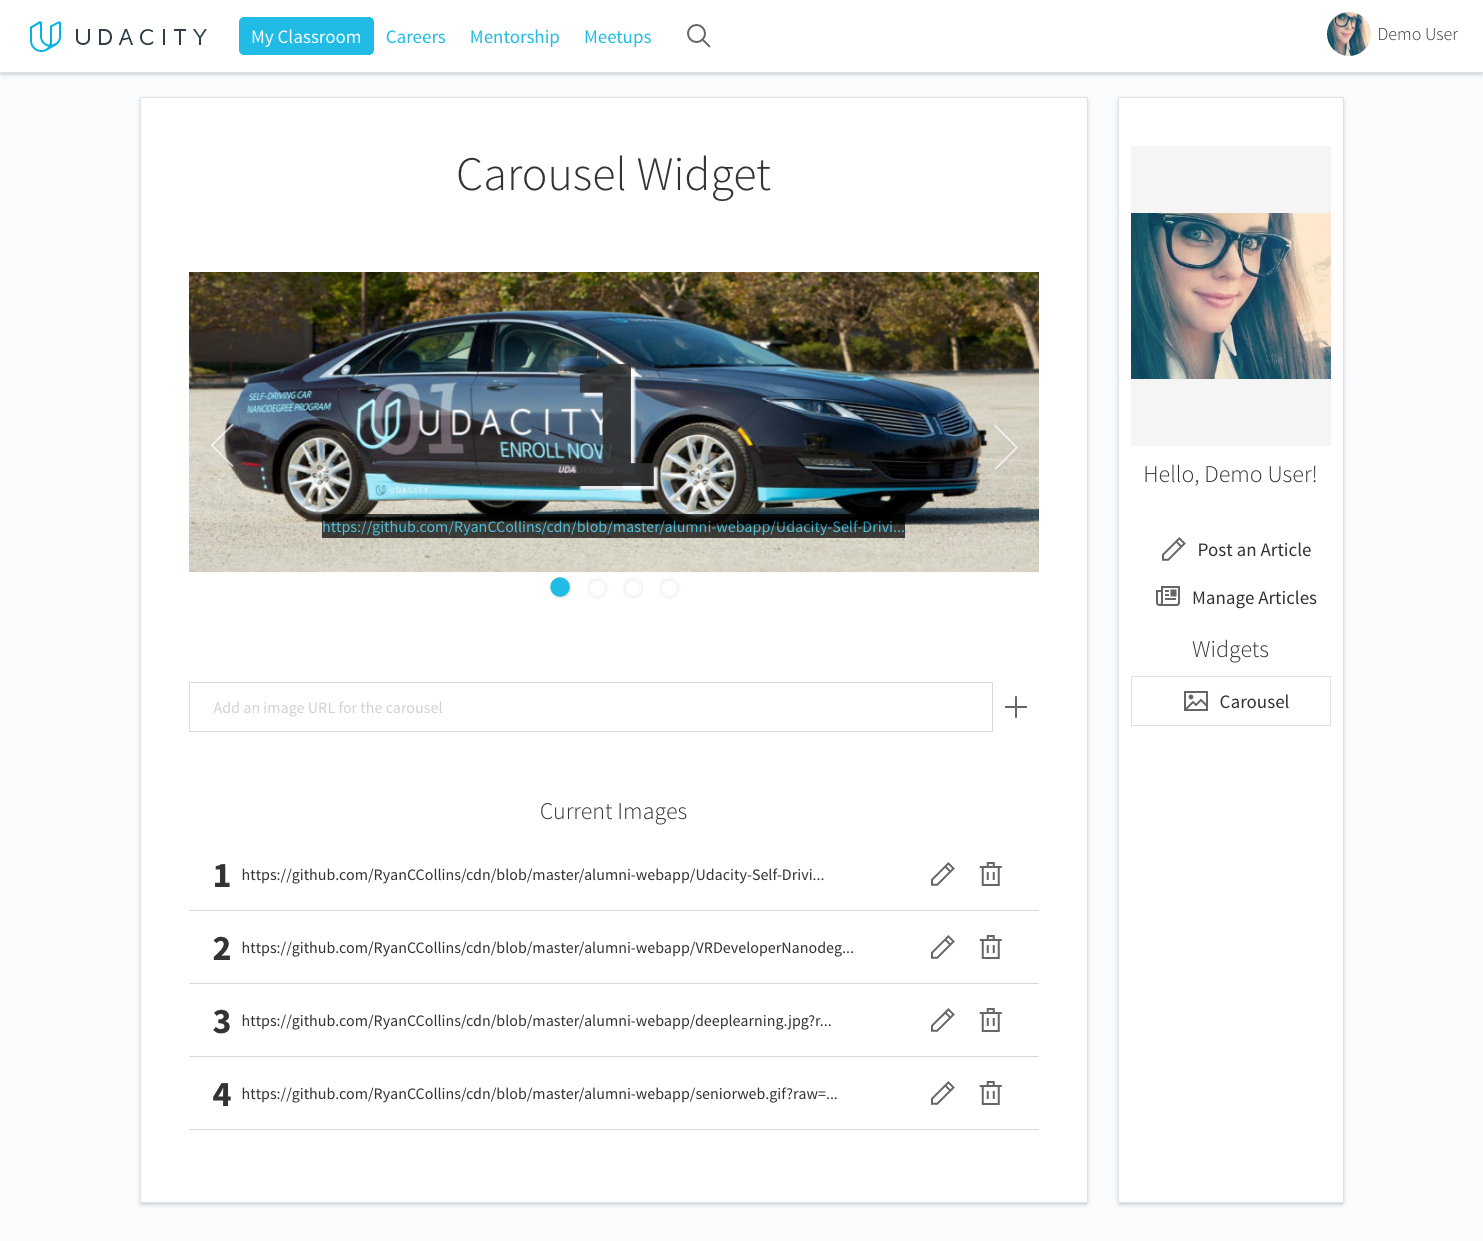 UDACITY
My Classroom
Careers
Mentorship
Meetups
Demo User
Carousel Widget
SELF-DRIVING CAR
NANODEGREE PROGRAM
01
UDACITY
ENROLL NOW
1
UDACITY
https://github.com/RyanCCollins/cdn/blob/master/alumni-webapp/Udacity-Self-Drivi...
Add an image URL for the carousel
Current Images
1 https://github.com/RyanCCollins/cdn/blob/master/alumni-webapp/Udacity-Self-Drivi...
2 https://github.com/RyanCCollins/cdn/blob/master/alumni-webapp/VRDeveloperNanodeg...
3 https://github.com/RyanCCollins/cdn/blob/master/alumni-webapp/deeplearning.jpg?r...
4 https://github.com/RyanCCollins/cdn/blob/master/alumni-webapp/seniorweb.gif?raw=...
Hello, Demo User!
Post an Article
Manage Articles
Widgets
Carousel